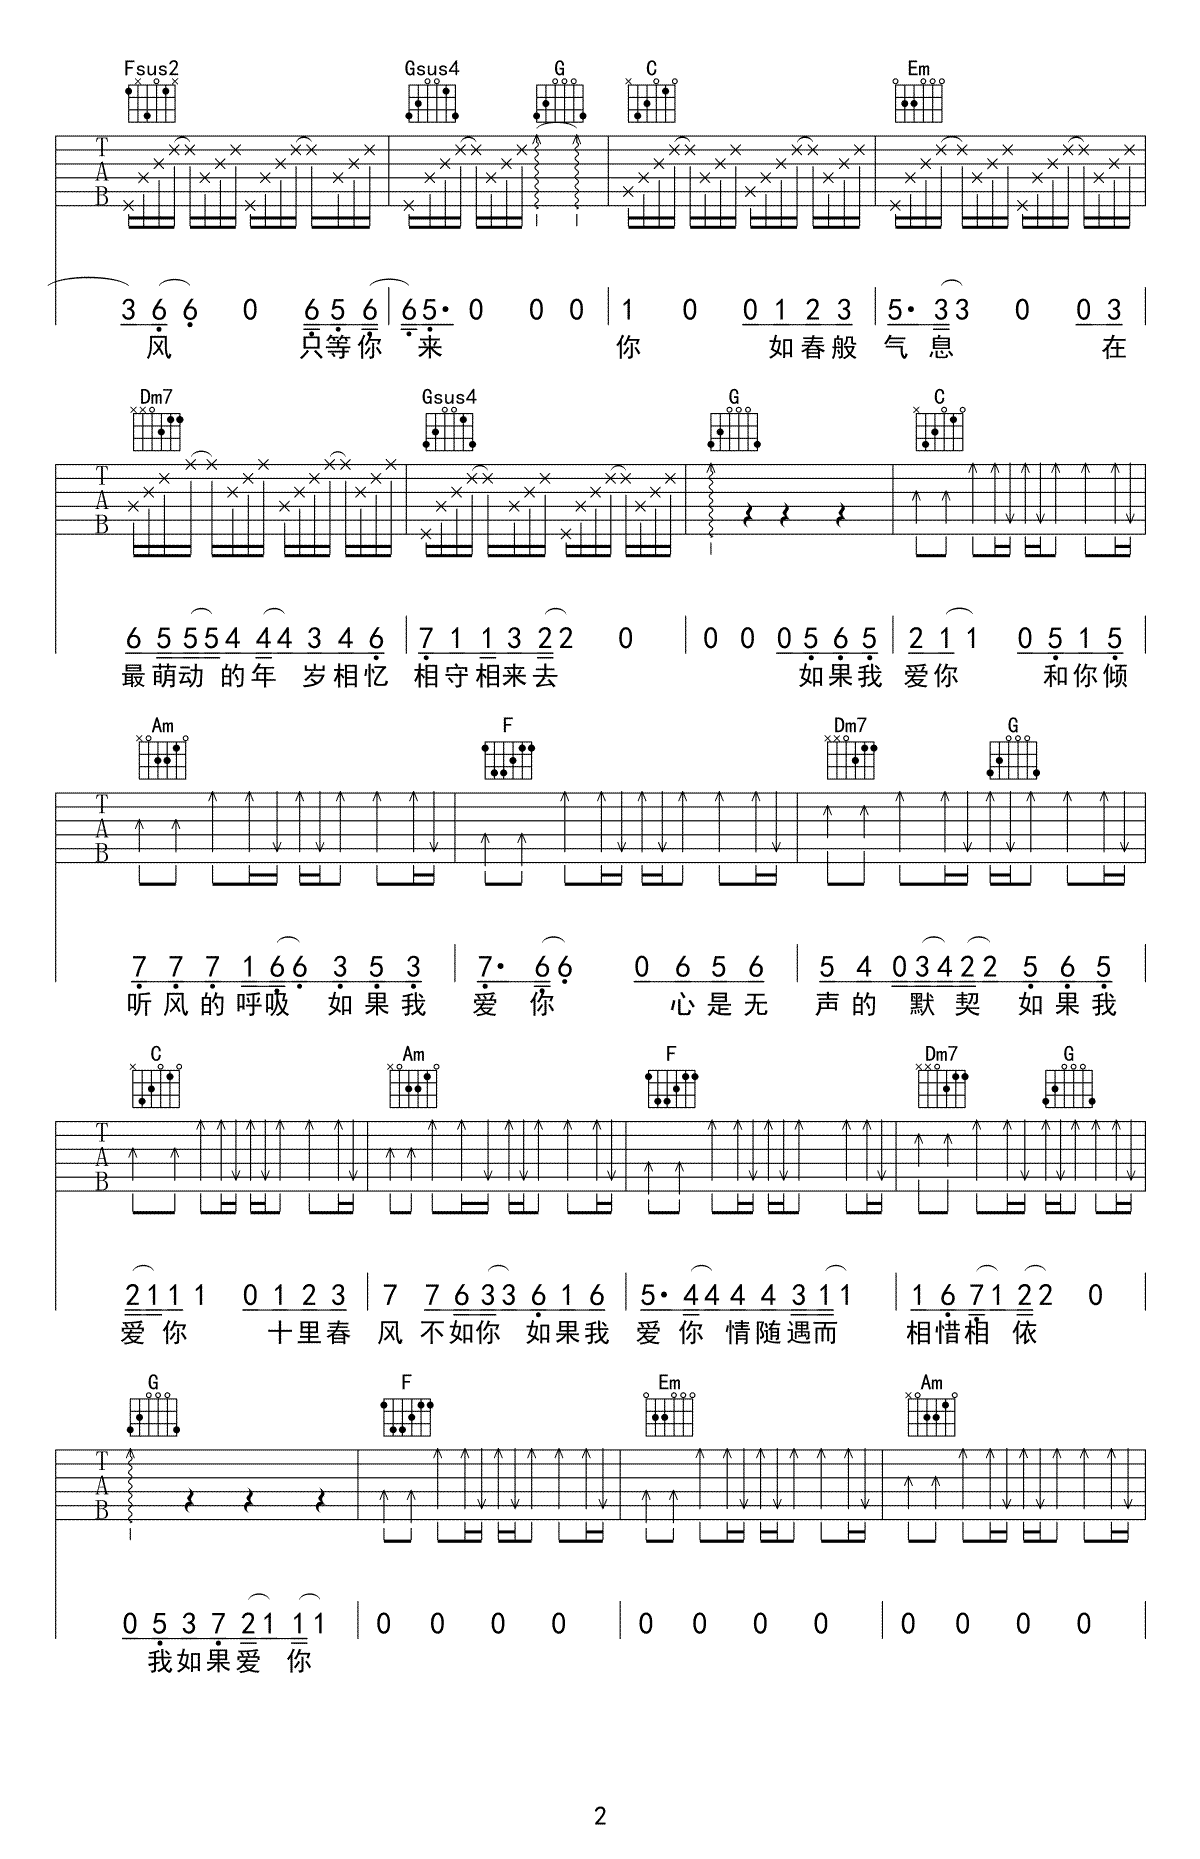 Fsus2 Gsus4 G C Em
T
A
B
3 6 6 0 6 5 6 6 5· 0 0 0 1 0 0 1 2 3 5· 3 3 0 0 3
风 只等你 来 你 如春般 气 息 在
Dm7 Gsus4 G C
T
A
B
6 5 5 5 4 4 4 3 4 6 7 1 1 3 2 2 0 0 0 0 5 6 5 2 1 1 0 5 1 5
最萌动 的年 岁相忆 相守相来去 如果我 爱你 和你倾
Am F Dm7 G
T
A
B
7 7 7 1 6 6 3 5 3 7· 6 6 0 6 5 6 5 4 0 3 4 2 2 5 6 5
听风的呼吸 如果我 爱 你 心是无 声的 默 契 如果我
C Am F Dm7 G
T
A
B
2 1 1 1 0 1 2 3 7 7 6 3 3 6 1 6 5· 4 4 4 4 3 1 1 1 6 7 1 2 2 0
爱 你 十里春 风 不如你 如果我 爱 你 情随遇而 相惜相 依
G F Em Am
T
A
B
0 5 3 7 2 1 1 1 0 0 0 0 0 0 0 0 0 0 0 0
我如果爱 你
2